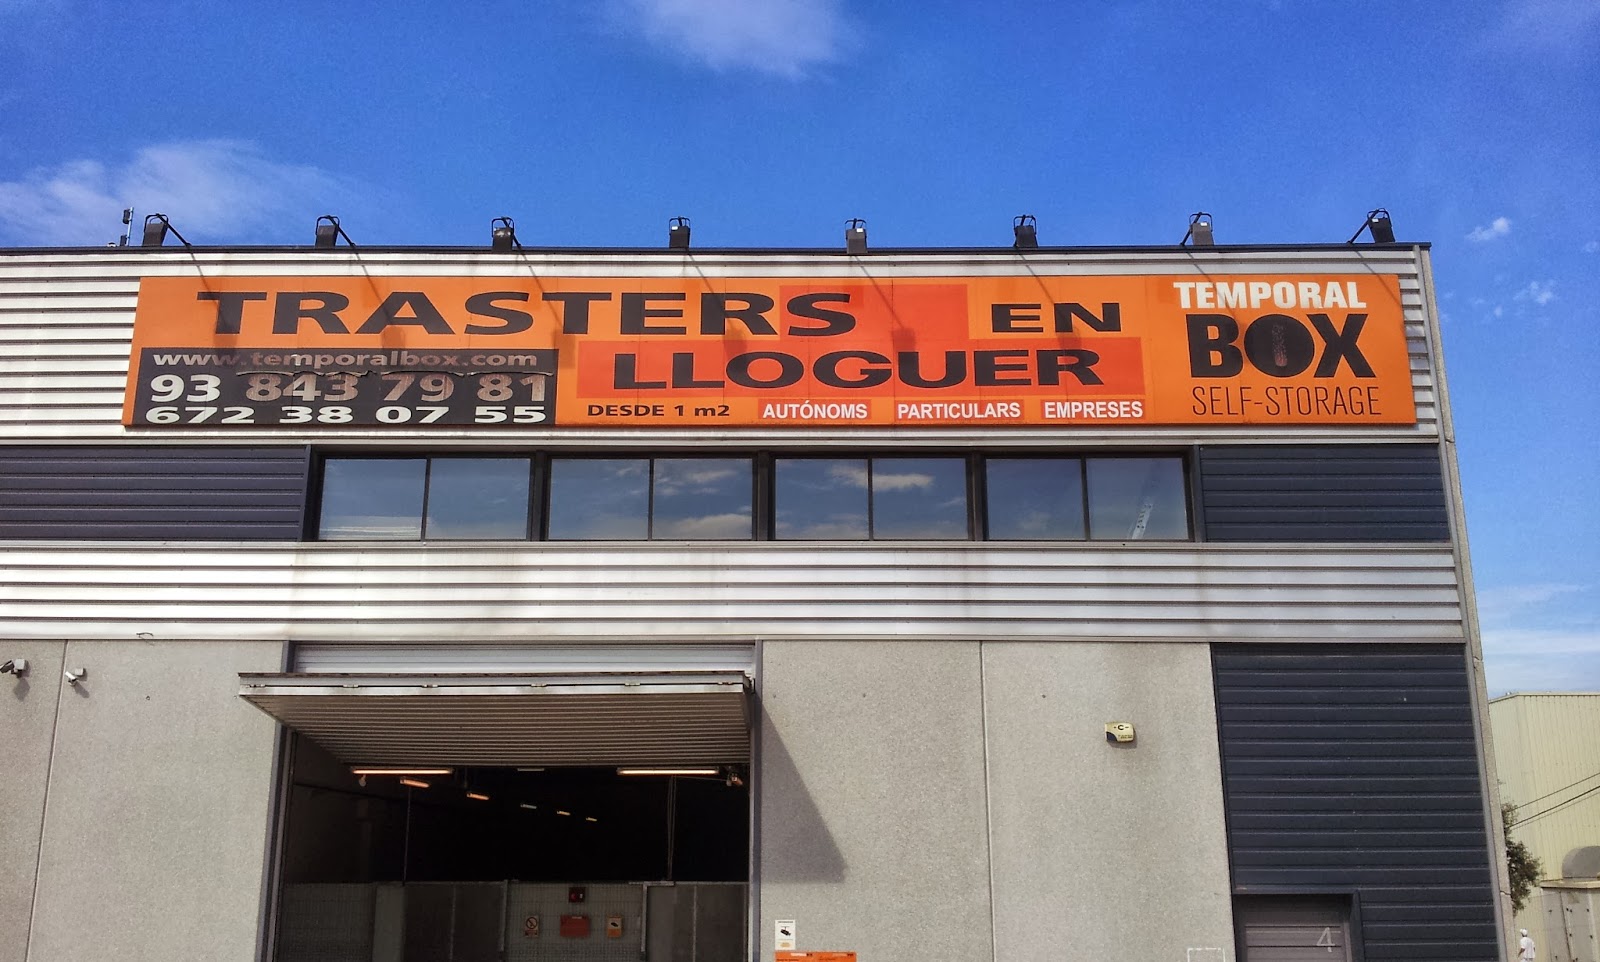 TRASTERS EN
LLOGUER
www.temporalbox.com
93 843 79 81
672 38 07 55
DESDE 1 m2 AUTÓNOMS PARTICULARS EMPRESES
TEMPORAL
BOX
SELF-STORAGE
4